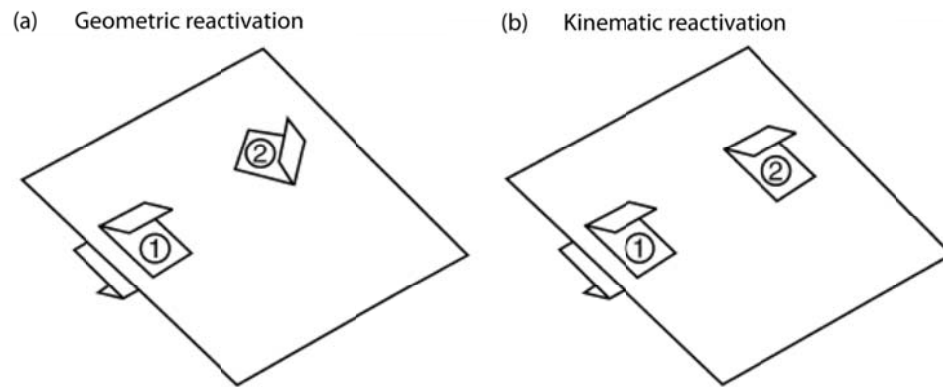 (a) Geometric reactivation
(b) Kinematic reactivation
②
②
①
①